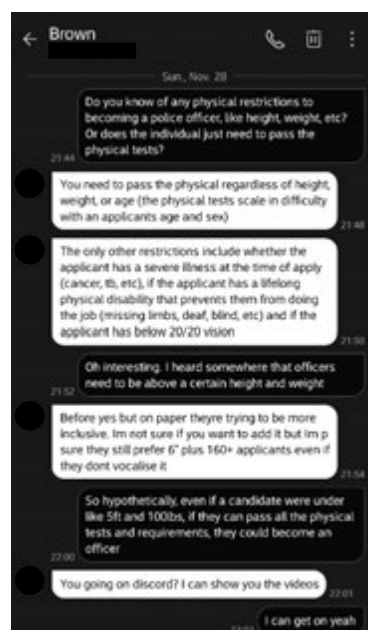 Brown
Sun., Nov. 28
Do you know of any physical restrictions to
becoming a police officer, like height, weight, etc?
Or does the individual just need to pass the
physical tests?
21:44
You need to pass the physical regardless of height,
weight, or age (the physical tests scale in difficulty
with an applicants age and sex)
21:48
The only other restrictions include whether the
applicant has a severe illness at the time of apply
(cancer, tb, etc), if the applicant has a lifelong
physical disability that prevents them from doing
the job (missing limbs, deaf, blind, etc) and if the
applicant has below 20/20 vision
21:50
Oh interesting. I heard somewhere that officers
need to be above a certain height and weight
21:52
Before yes but on paper theyre trying to be more
inclusive. Im not sure if you want to add it but Im p
sure they still prefer 6" plus 160+ applicants even if
they dont vocalise it
21:54
So hypothetically, even if a candidate were under
like 5ft and 100lbs, if they can pass all the physical
tests and requirements, they could become an
officer
22:00
You going on discord? I can show you the videos
22:01
I can get on yeah